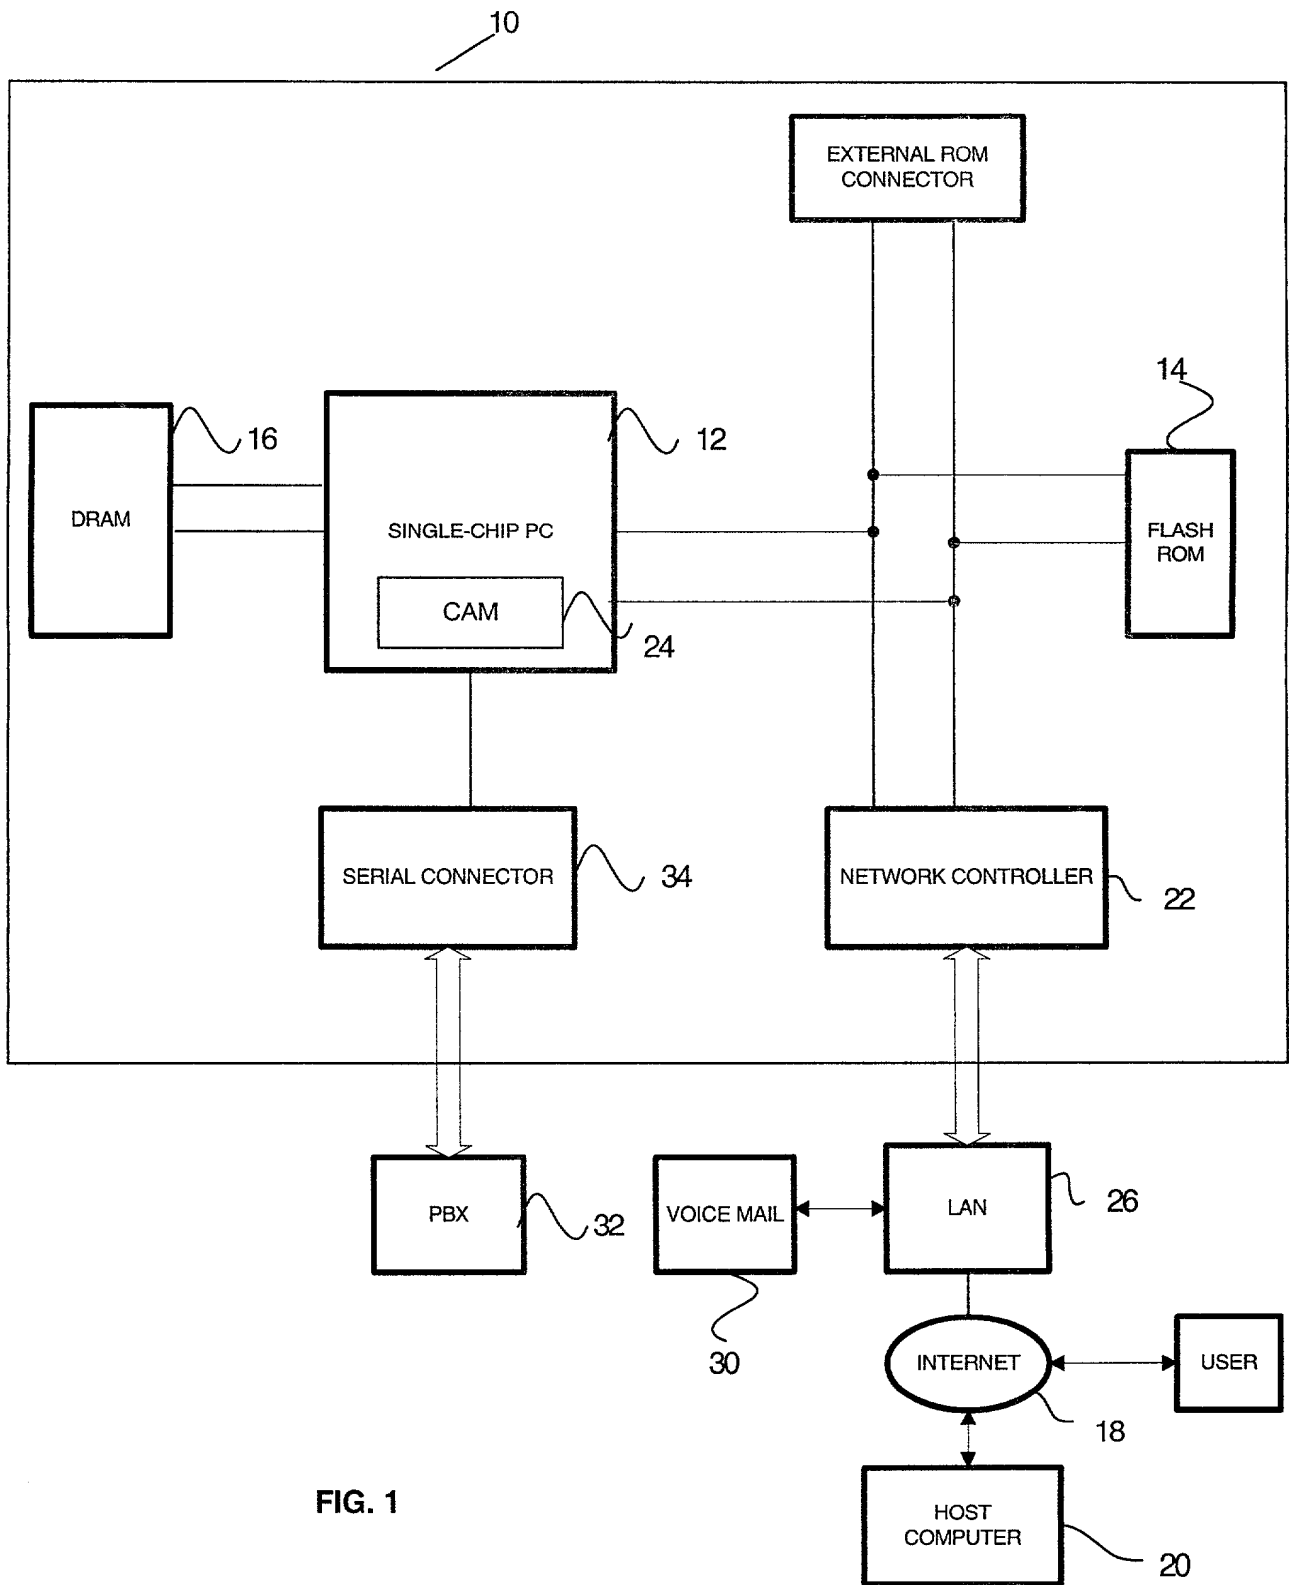 10
EXTERNAL ROM
CONNECTOR
14
16
12
DRAM
SINGLE-CHIP PC
FLASH
ROM
CAM
24
SERIAL CONNECTOR
34
NETWORK CONTROLLER
22
PBX
32
VOICE MAIL
LAN
26
30
INTERNET
USER
18
FIG. 1
HOST
COMPUTER
20